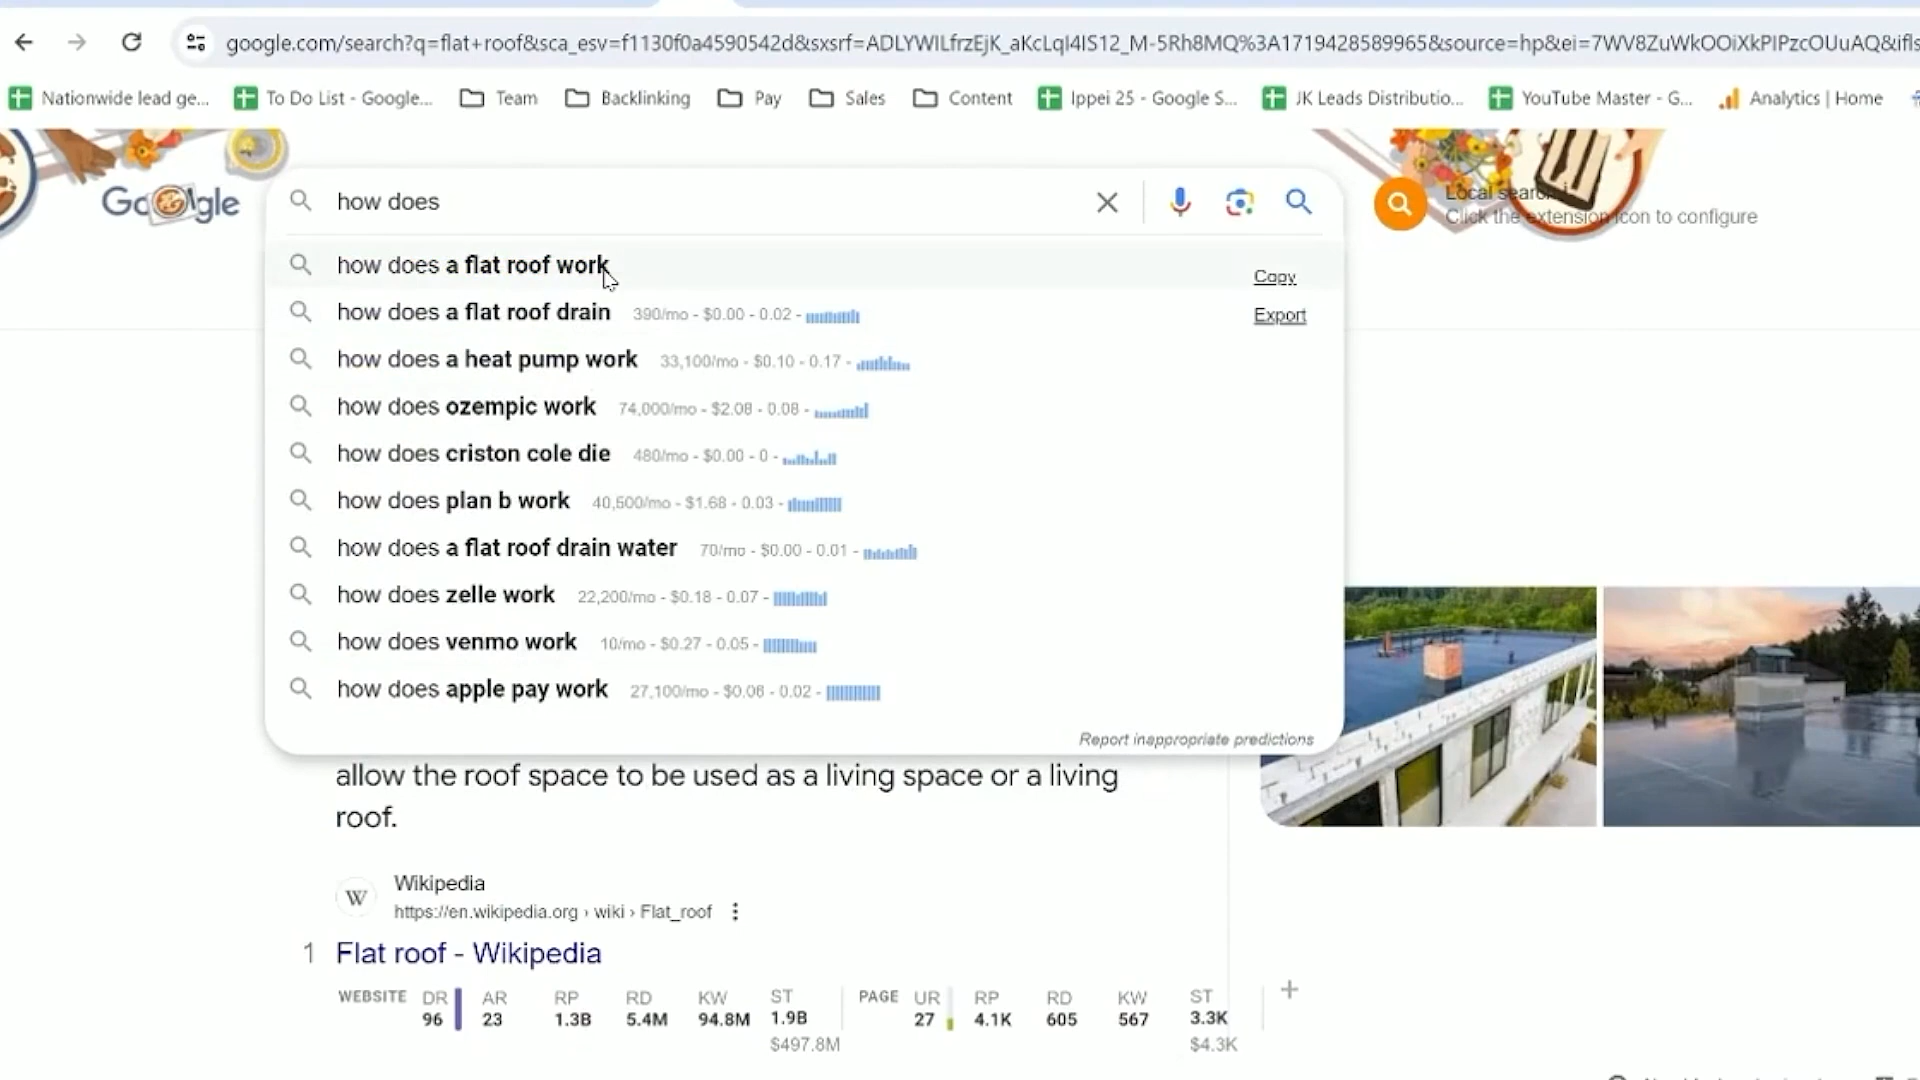 google.com/search?q=flat+roof&sca_esv=f1130f0a4590542d&sxsrf=ADLYWILfrzEjK_aKcLqI4IS12_M-5Rh8MQ%3A1719428589965&source=hp&ei=7WV8ZuWkOOiXkPIPzcOUuAQ&ifls
Nationwide lead ge... To Do List - Google... Team Backlinking Pay Sales Content Ippei 25 - Google S... JK Leads Distributio... YouTube Master - G... Analytics | Home
Google
how does
Local search
Click the extension icon to configure
how does a flat roof work
Copy
how does a flat roof drain 390/mo - $0.00 - 0.02 -
Export
how does a heat pump work 33,100/mo - $0.10 - 0.17 -
how does ozempic work 74,000/mo - $2.08 - 0.08 -
how does criston cole die 480/mo - $0.00 - 0 -
how does plan b work 40,500/mo - $1.68 - 0.03 -
how does a flat roof drain water 70/mo - $0.00 - 0.01 -
how does zelle work 22,200/mo - $0.18 - 0.07 -
how does venmo work 10/mo - $0.27 - 0.05 -
how does apple pay work 27,100/mo - $0.06 - 0.02 -
Report inappropriate predictions
allow the roof space to be used as a living space or a living
roof.
W
Wikipedia
https://en.wikipedia.org › wiki › Flat_roof
1 Flat roof - Wikipedia
WEBSITE DR AR RP RD KW ST PAGE UR RP RD KW ST
96 23 1.3B 5.4M 94.8M 1.9B 27 4.1K 605 567 3.3K
$497.8M $4.3K